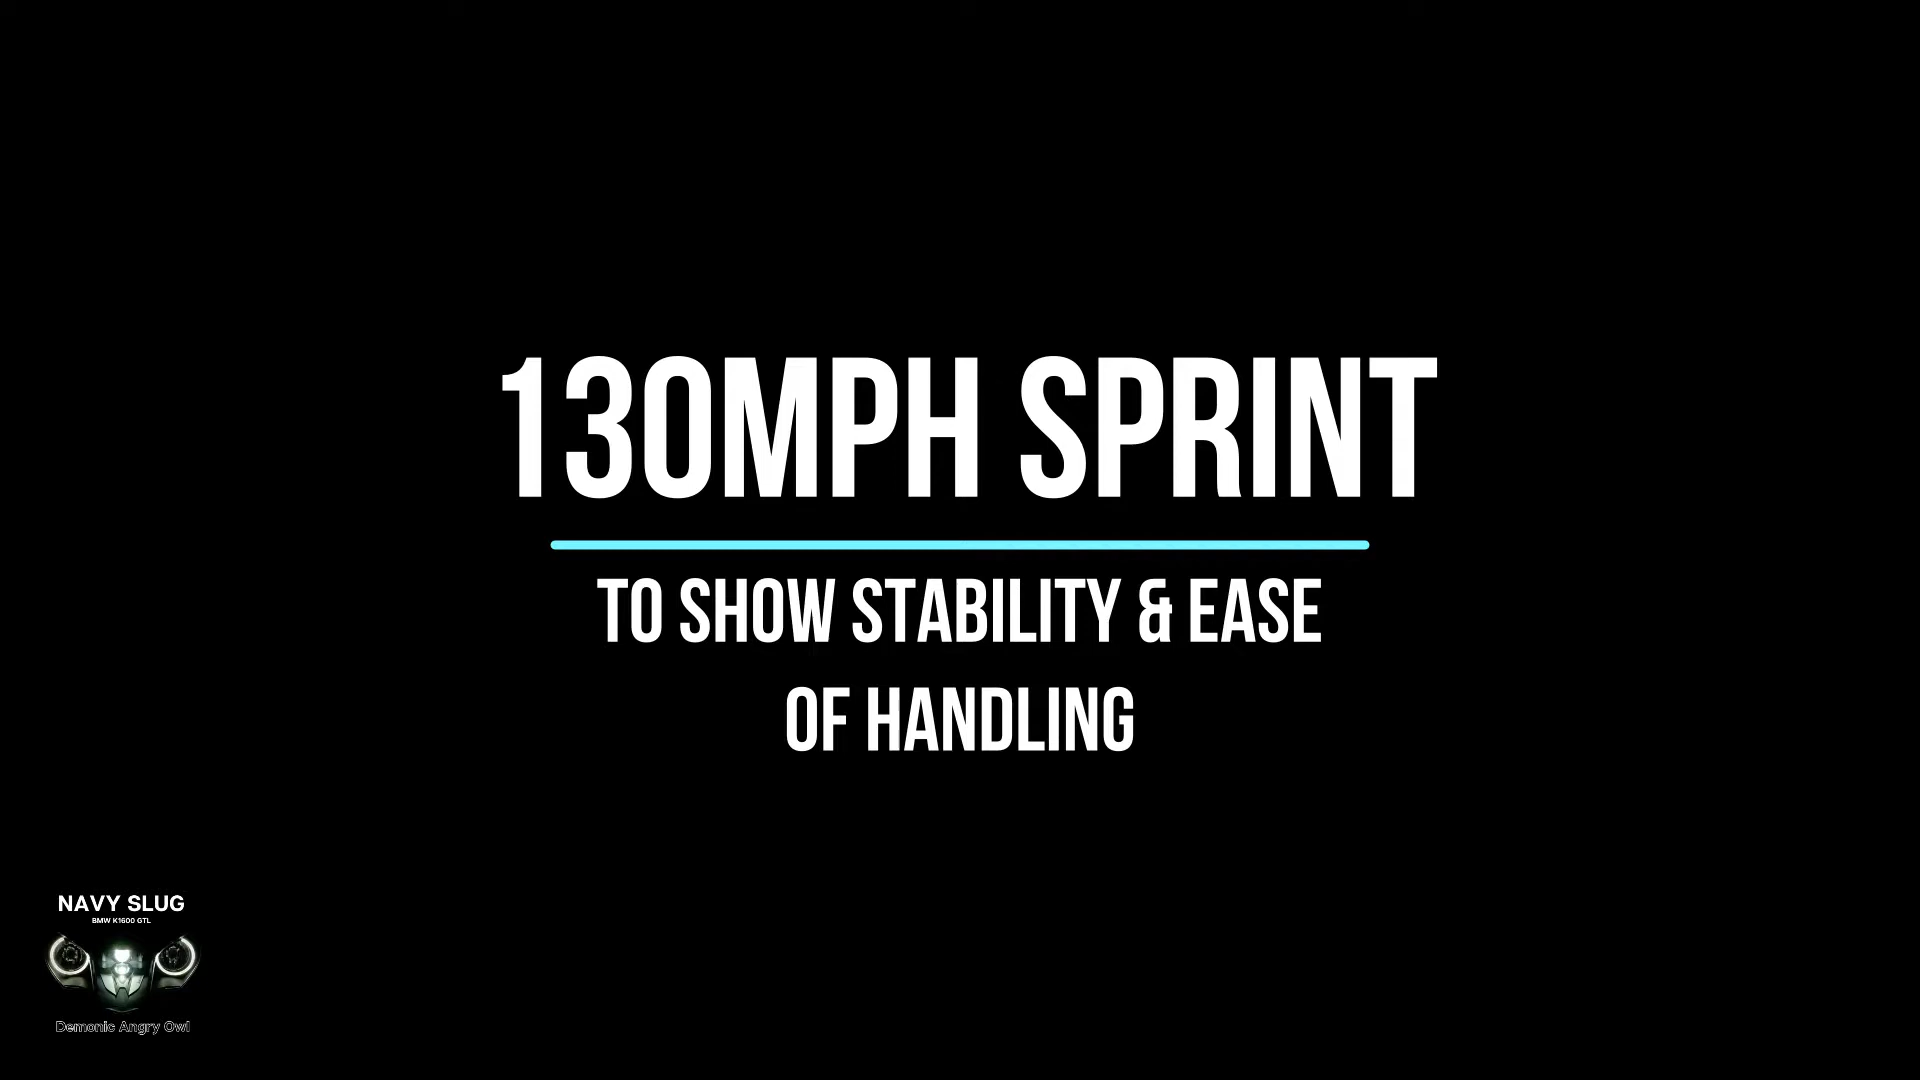 130MPH SPRINT
TO SHOW STABILITY & EASE
OF HANDLING
NAVY SLUG
BMW K1600 GTL
Demonic Angry Owl